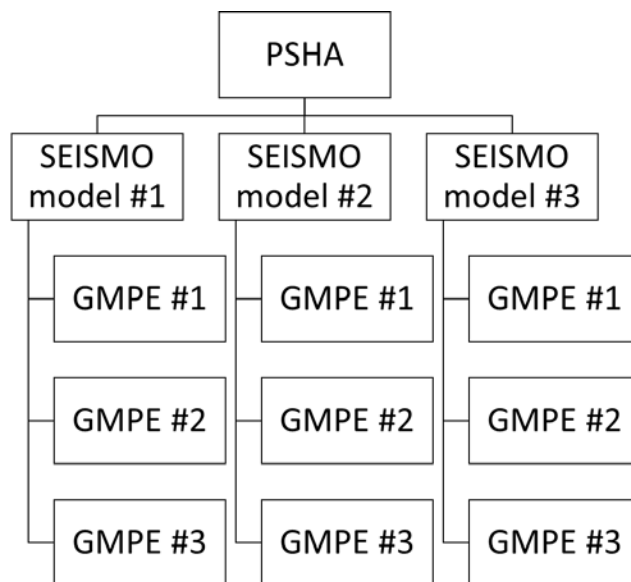 PSHA
SEISMO
model #1
SEISMO
model #2
SEISMO
model #3
GMPE #1
GMPE #1
GMPE #1
GMPE #2
GMPE #2
GMPE #2
GMPE #3
GMPE #3
GMPE #3